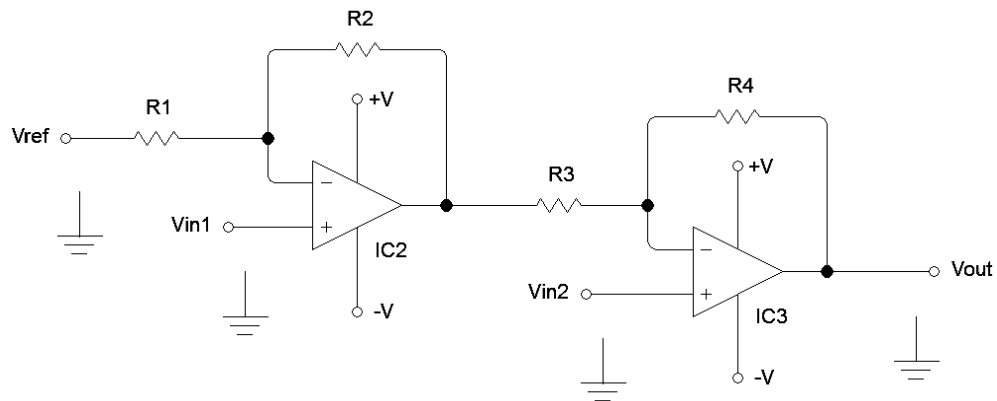 R2
+V
R1
R4
Vref
+V
R3
−
Vin1
+
IC2
−
Vout
Vin2
+
-V
IC3
-V